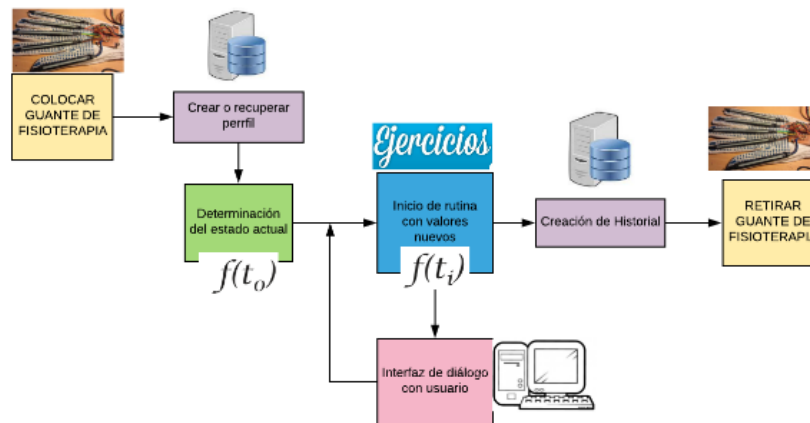 COLOCAR
GUANTE DE
FISIOTERAPIA
Crear o recuperar
perrfil
Determinación
del estado actual
f(to)
Ejercicios
Inicio de rutina
con valores
nuevos
f(ti)
Interfaz de diálogo
con usuario
Creación de Historial
RETIRAR
GUANTE DE
FISIOTERAPI